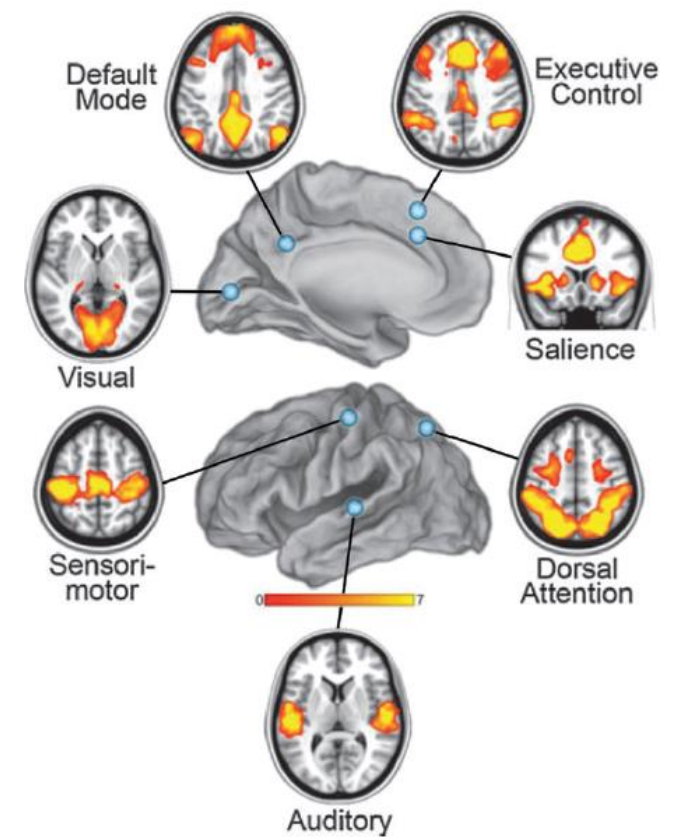 Default
Mode
Executive
Control
Visual
Salience
Sensori-
motor
Dorsal
Attention
0 7
Auditory